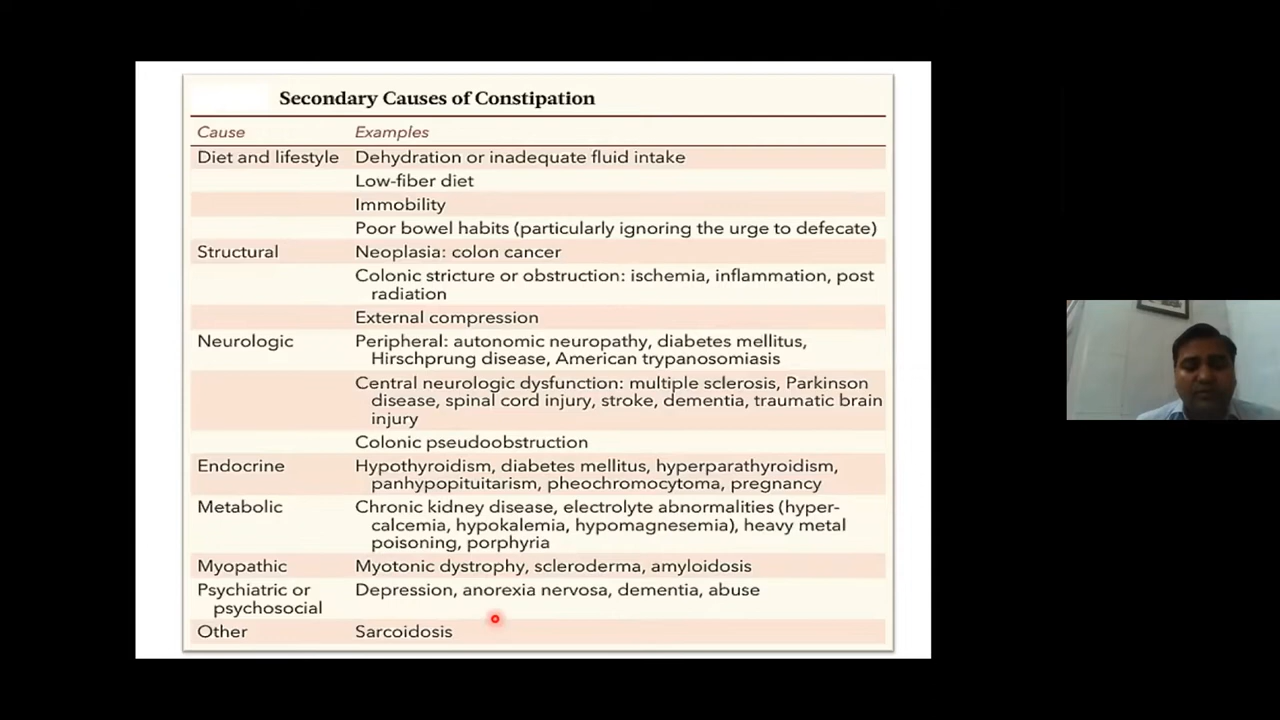 Secondary Causes of Constipation
Cause Examples
Diet and lifestyle Dehydration or inadequate fluid intake
Low-fiber diet
Immobility
Poor bowel habits (particularly ignoring the urge to defecate)
Structural Neoplasia: colon cancer
Colonic stricture or obstruction: ischemia, inflammation, post
radiation
External compression
Neurologic Peripheral: autonomic neuropathy, diabetes mellitus,
Hirschprung disease, American trypanosomiasis
Central neurologic dysfunction: multiple sclerosis, Parkinson
disease, spinal cord injury, stroke, dementia, traumatic brain
injury
Colonic pseudoobstruction
Endocrine Hypothyroidism, diabetes mellitus, hyperparathyroidism,
panhypopituitarism, pheochromocytoma, pregnancy
Metabolic Chronic kidney disease, electrolyte abnormalities (hyper-
calcemia, hypokalemia, hypomagnesemia), heavy metal
poisoning, porphyria
Myopathic Myotonic dystrophy, scleroderma, amyloidosis
Psychiatric or Depression, anorexia nervosa, dementia, abuse
psychosocial
Other Sarcoidosis